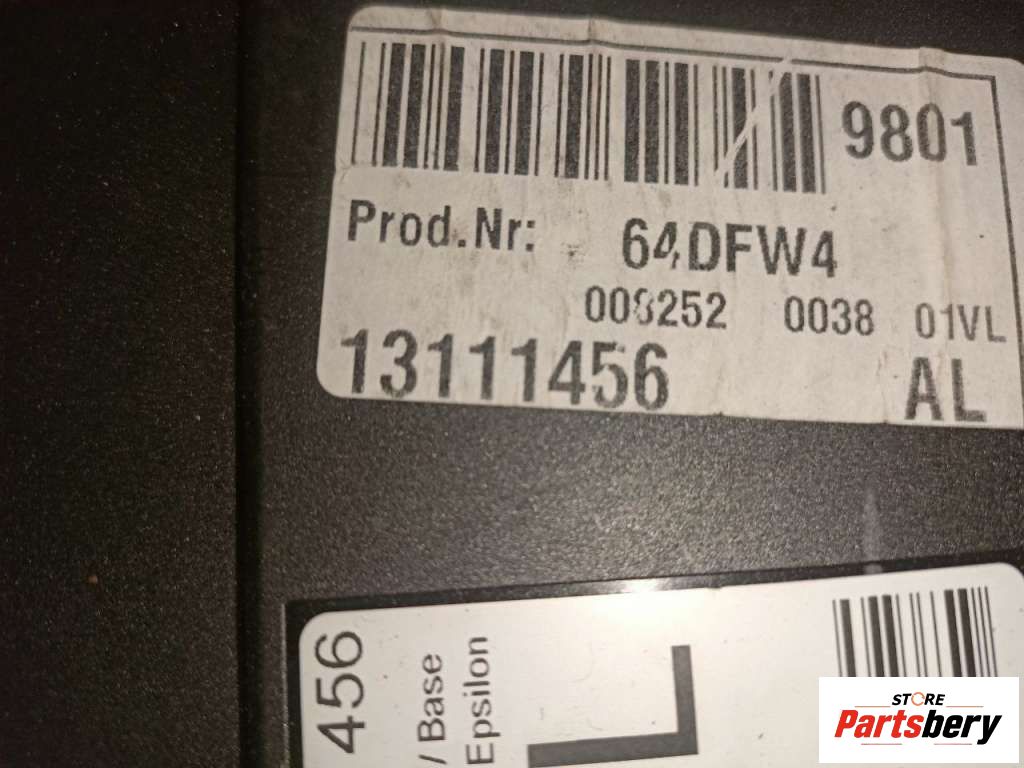 9801
Prod.Nr: 64DFW4
008252 0038 01VL
13111456 AL
456
/ Base
Epsilon
L
STORE
Partsbery